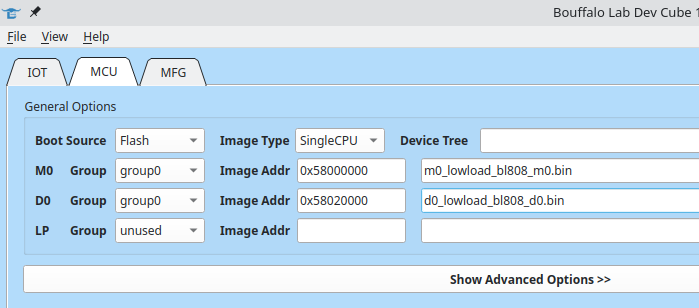 Bouffalo Lab Dev Cube 1
File View Help
IOT MCU MFG
General Options
Boot Source Flash Image Type SingleCPU Device Tree
M0 Group group0 Image Addr 0x58000000 m0_lowload_bl808_m0.bin
D0 Group group0 Image Addr 0x58020000 d0_lowload_bl808_d0.bin
LP Group unused Image Addr
Show Advanced Options >>